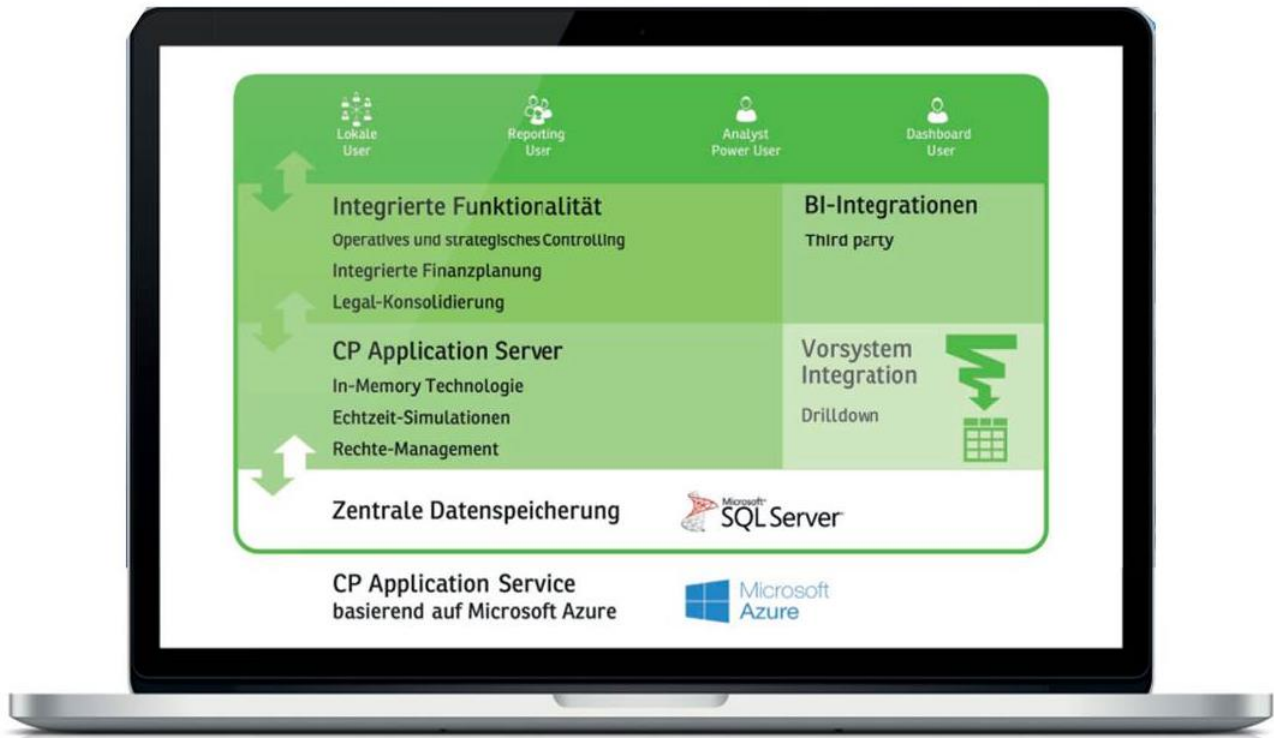 Lokale
User
Reporting
User
Analyst
Power User
Dashboard
User
Integrierte Funktionalität
Operatives und strategisches Controlling
Integrierte Finanzplanung
Legal-Konsolidierung
BI-Integrationen
Third party
CP Application Server
In-Memory Technologie
Echtzeit-Simulationen
Rechte-Management
Vorsystem
Integration
Drilldown
Zentrale Datenspeicherung
Microsoft
SQL Server
CP Application Service
basierend auf Microsoft Azure
Microsoft
Azure